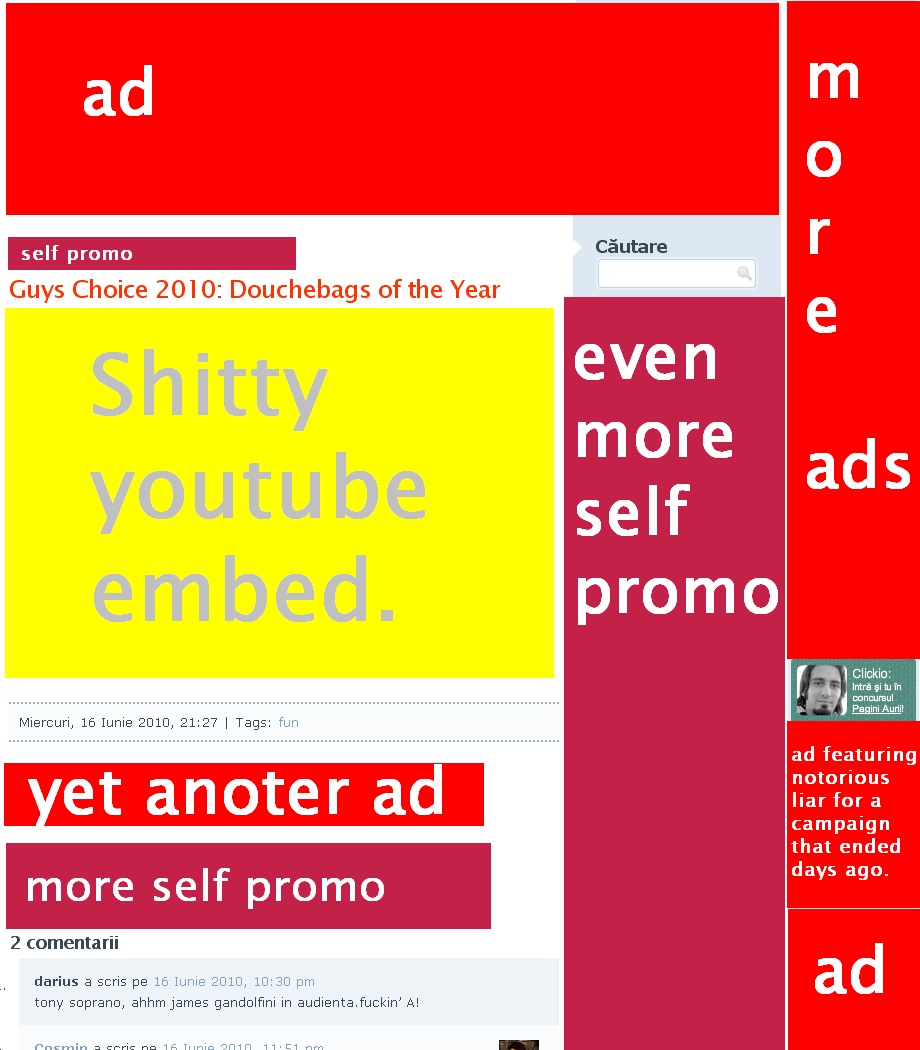 ad
self promo
Guys Choice 2010: Douchebags of the Year
Shitty
youtube
embed.
Miercuri, 16 Iunie 2010, 21:27 | Tags: fun
yet anoter ad
more self promo
2 comentarii
darius a scris pe 16 Iunie 2010, 10:30 pm
tony soprano, ahhm james gandolfini in audienta.fuckin' A!
Cosmin a scris pe 16 Iunie 2010, 11:51 pm
Căutare
even
more
self
promo
m
o
r
e
ads
Clickio:
Intră şi tu în
concursul
Pagini Aurii!
ad featuring
notorious
liar for a
campaign
that ended
days ago.
ad